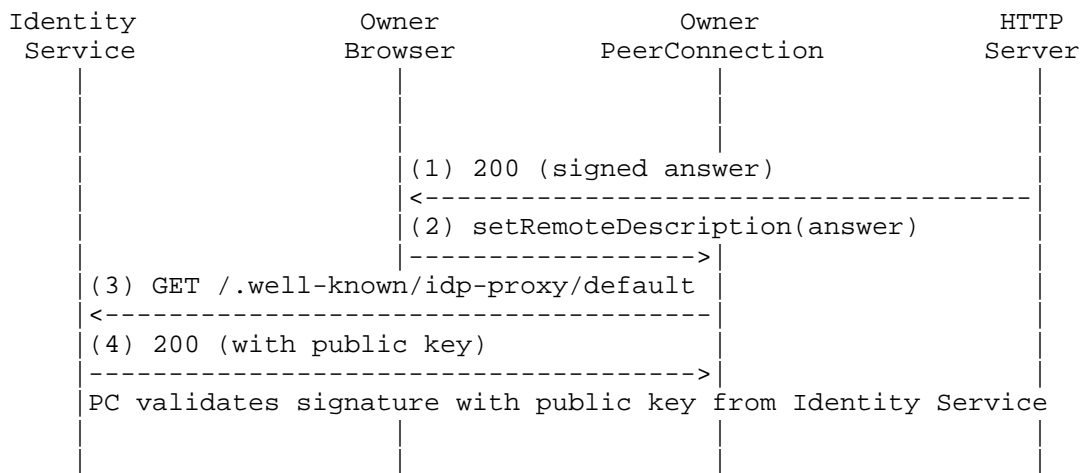 Identity Owner Owner HTTP
Service Browser PeerConnection Server
(1) 200 (signed answer)
(2) setRemoteDescription(answer)
(3) GET /.well-known/idp-proxy/default
(4) 200 (with public key)
PC validates signature with public key from Identity Service